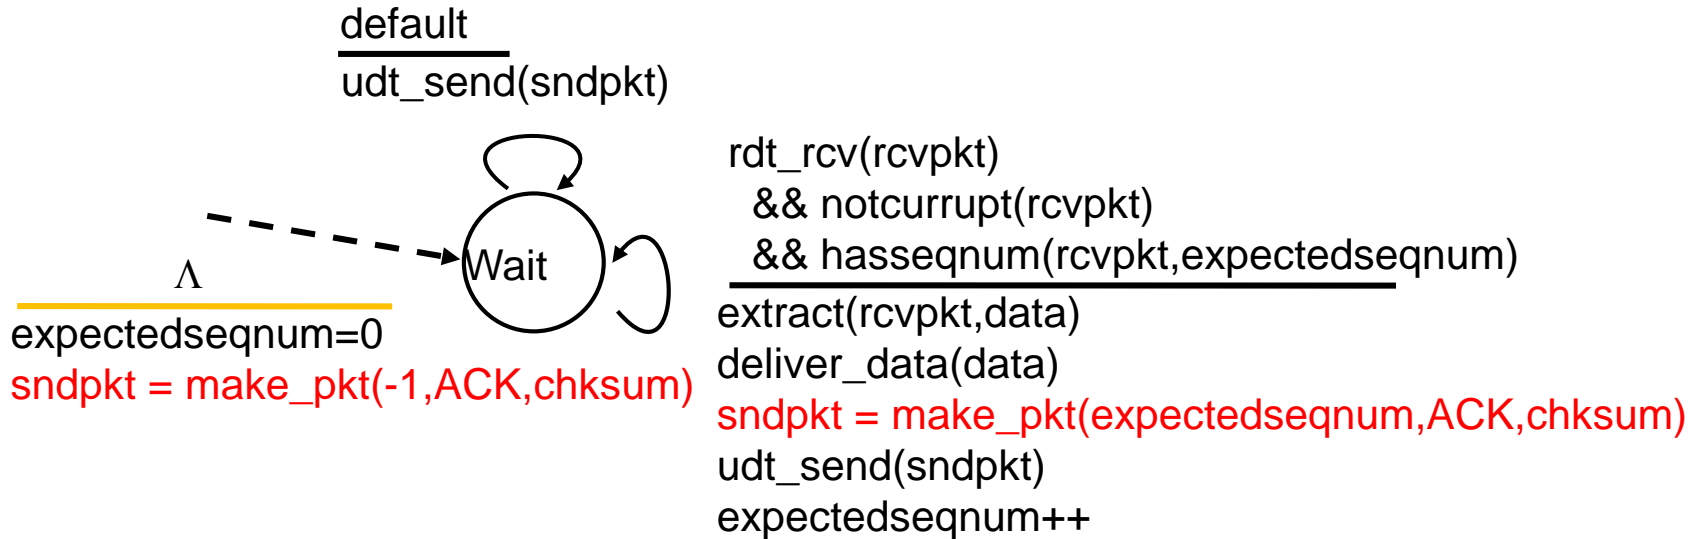 default
udt_send(sndpkt)
rdt_rcv(rcvpkt)
&& notcurrupt(rcvpkt)
&& hasseqnum(rcvpkt,expectedseqnum)
extract(rcvpkt,data)
deliver_data(data)
sndpkt = make_pkt(expectedseqnum,ACK,chksum)
udt_send(sndpkt)
expectedseqnum++
Wait
Λ
expectedseqnum=0
sndpkt = make_pkt(-1,ACK,chksum)